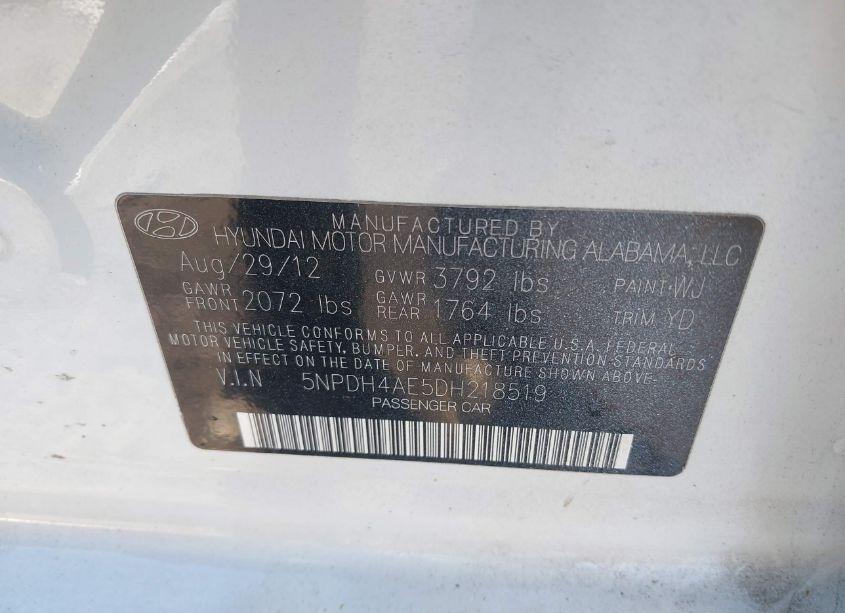 MANUFACTURED BY
HYUNDAI MOTOR MANUFACTURING ALABAMA, LLC
Aug/29/12 GVWR 3792 lbs PAINT:WJ
GAWR FRONT 2072 lbs GAWR REAR 1764 lbs TRIM YD
THIS VEHICLE CONFORMS TO ALL APPLICABLE U.S.A. FEDERAL
MOTOR VEHICLE SAFETY, BUMPER, AND THEFT PREVENTION STANDARDS
IN EFFECT ON THE DATE OF MANUFACTURE SHOWN ABOVE.
V.I.N 5NPDH4AE5DH218519
PASSENGER CAR